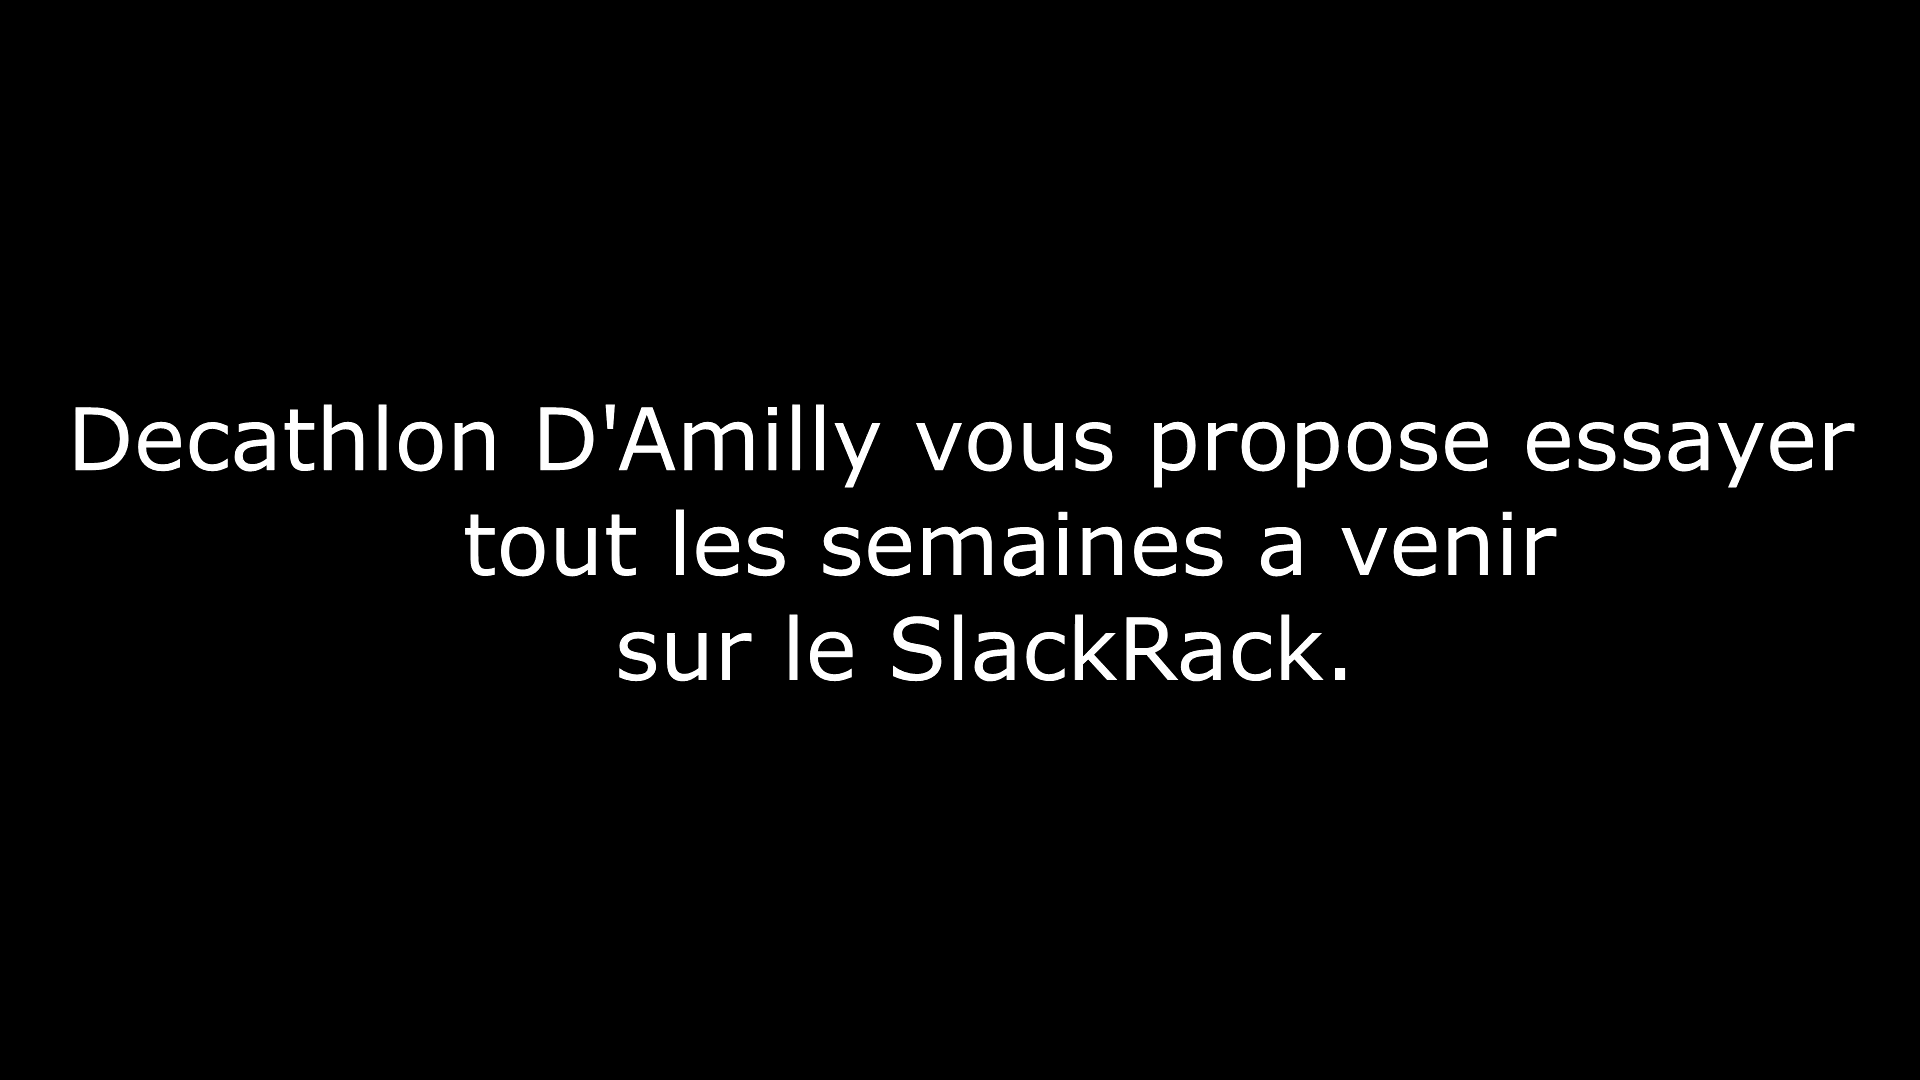 Decathlon D'Amilly vous propose essayer
tout les semaines a venir
sur le SlackRack.